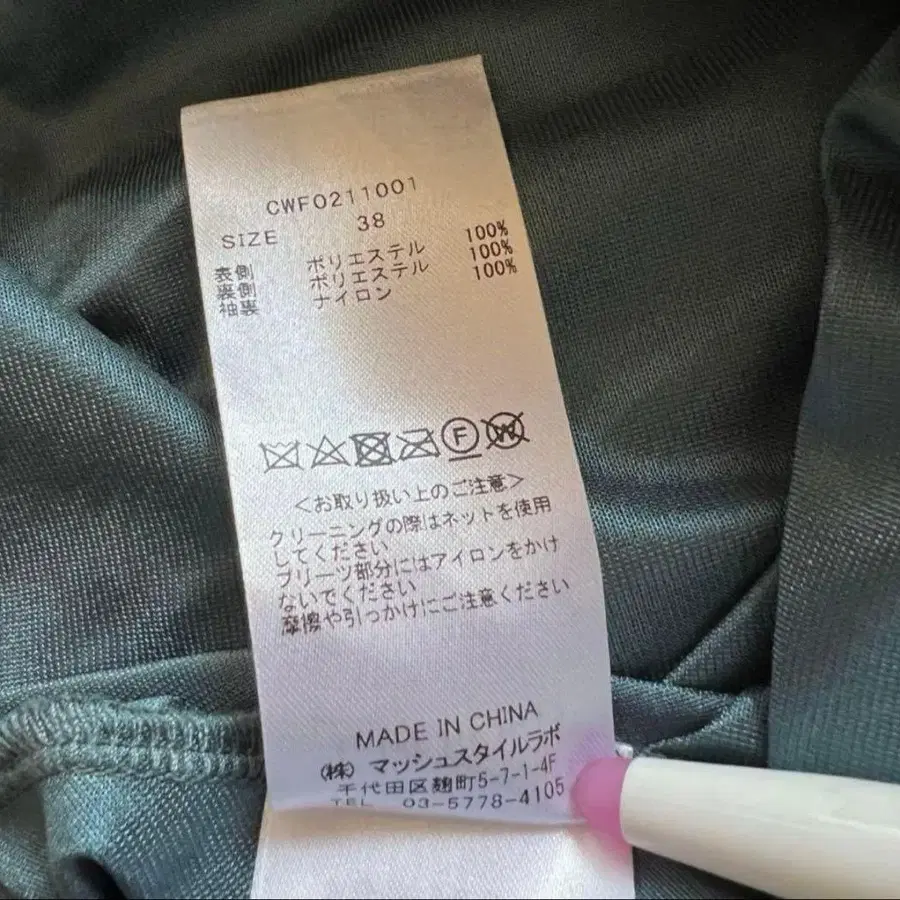 CWF0211001
SIZE 38
表側 ポリエステル 100%
裏側 ポリエステル 100%
袖裏 ナイロン 100%
F W
<お取り扱い上のご注意>
クリーニングの際はネットを使用
してください
プリーツ部分にはアイロンをかけ
ないでください
摩擦や引っかけにご注意ください
MADE IN CHINA
(株) マッシュスタイルラボ
千代田区麹町5-7-1-4F
TEL 03-5778-4105